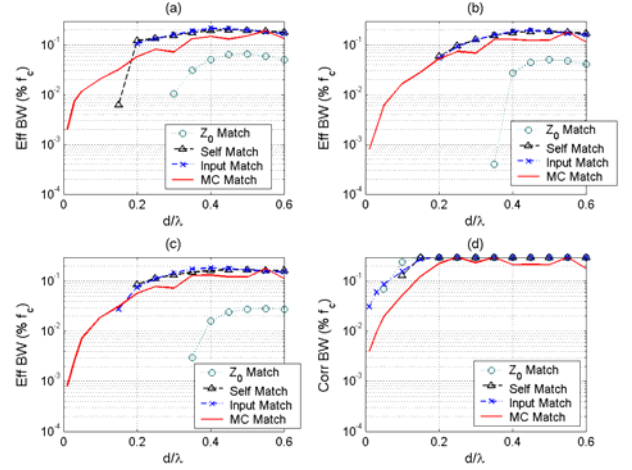 (a)
Eff BW (% f_c)
10^-1
10^-2
10^-3
10^-4
0 0.2 0.4 0.6
d/λ
Z_0 Match
Self Match
Input Match
MC Match
(b)
Eff BW (% f_c)
10^-1
10^-2
10^-3
10^-4
0 0.2 0.4 0.6
d/λ
Z_0 Match
Self Match
Input Match
MC Match
(c)
Eff BW (% f_c)
10^-1
10^-2
10^-3
10^-4
0 0.2 0.4 0.6
d/λ
Z_0 Match
Self Match
Input Match
MC Match
(d)
Corr BW (% f_c)
10^-1
10^-2
10^-3
10^-4
0 0.2 0.4 0.6
d/λ
Z_0 Match
Self Match
Input Match
MC Match